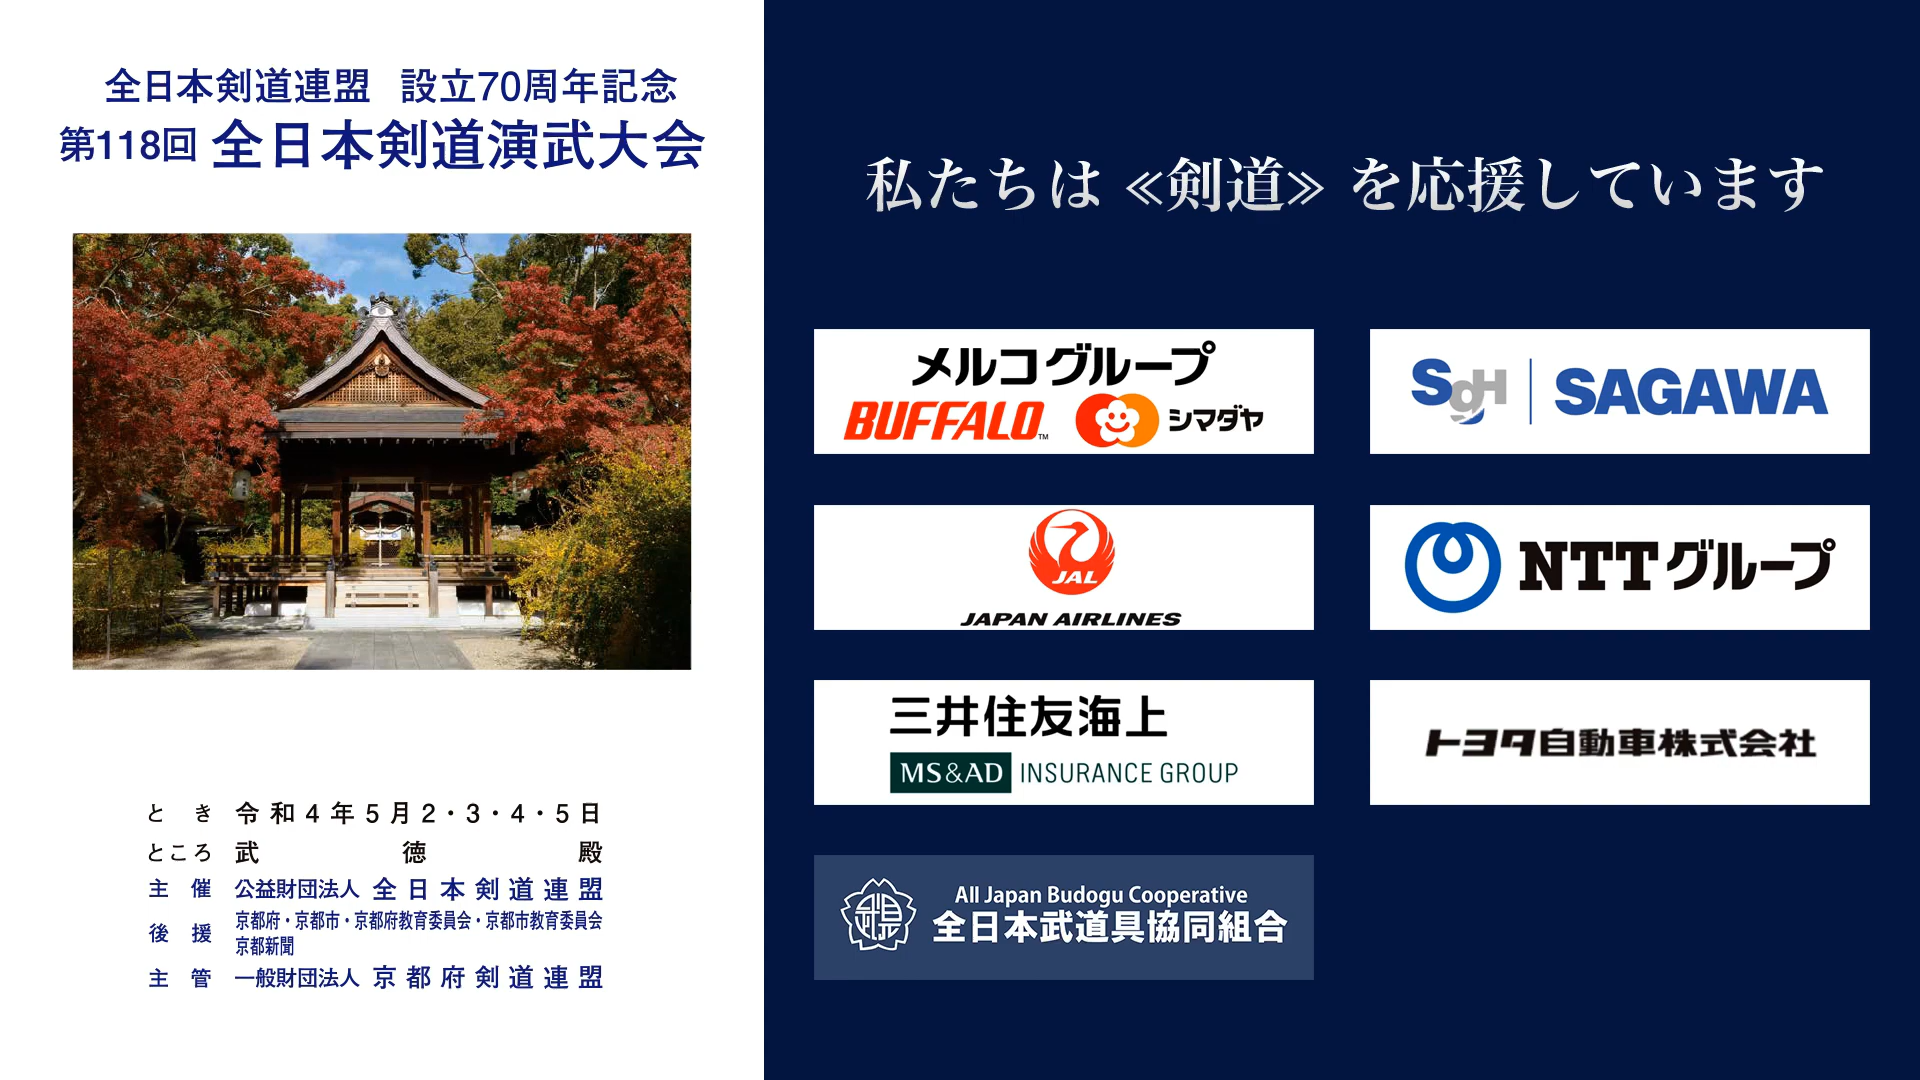 全日本剣道連盟 設立70周年記念
第118回 全日本剣道演武大会
とき 令和4年5月2・3・4・5日
ところ 武徳殿
主催 公益財団法人 全日本剣道連盟
後援 京都府・京都市・京都府教育委員会・京都市教育委員会
京都新聞
主管 一般財団法人 京都府剣道連盟
私たちは≪剣道≫を応援しています
メルコグループ
BUFFALO™ シマダヤ
SGH SAGAWA
JAL
JAPAN AIRLINES
NTTグループ
三井住友海上
MS&AD INSURANCE GROUP
トヨタ自動車株式会社
All Japan Budogu Cooperative
全日本武道具協同組合